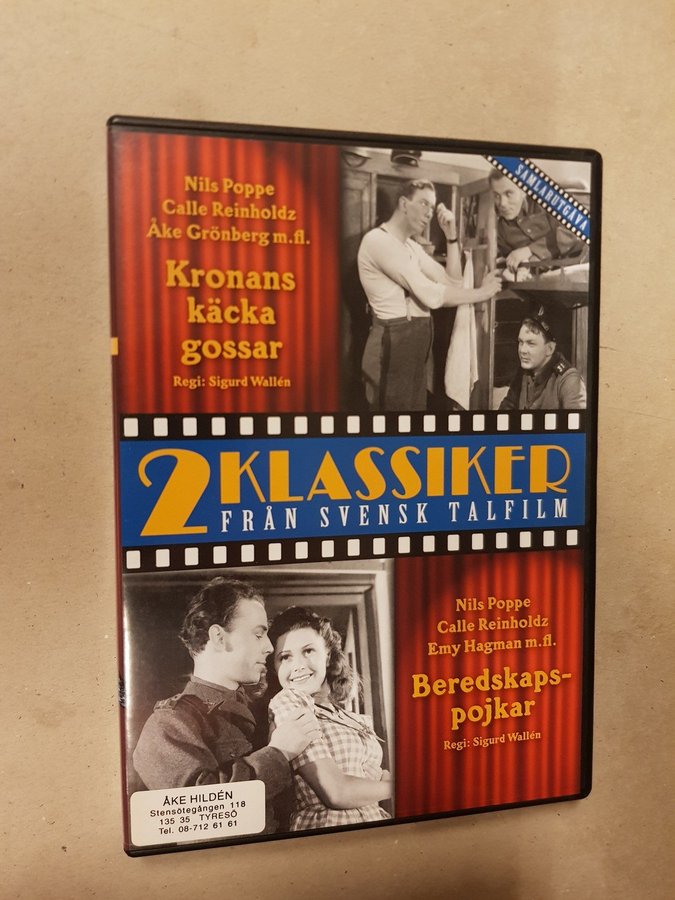 Nils Poppe
Calle Reinholdz
Åke Grönberg m.fl.
Kronans
käcka
gossar
Regi: Sigurd Wallén
SAMLARUTGÅVA
2 KLASSIKER
FRÅN SVENSK TALFILM
Nils Poppe
Calle Reinholdz
Emy Hagman m.fl.
Beredskaps-
pojkar
Regi: Sigurd Wallén
ÅKE HILDÉN
Stensötegången 118
135 35 TYRESÖ
Tel. 08-712 61 61